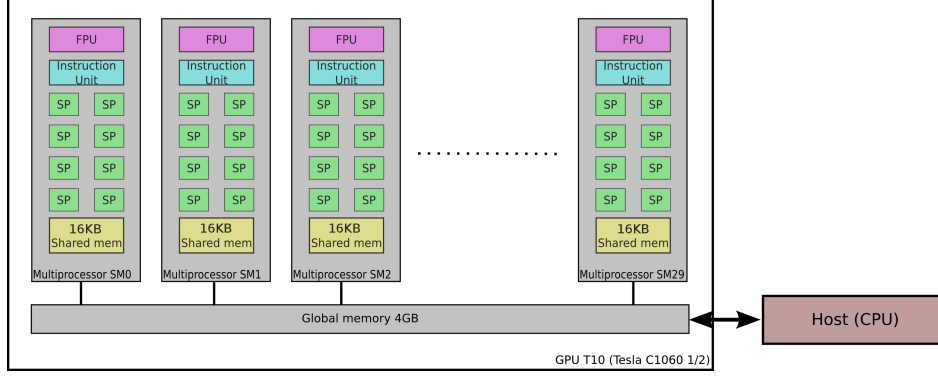 FPU FPU FPU FPU
Instruction Instruction Instruction Instruction
Unit Unit Unit Unit
SP SP SP SP SP SP SP SP
SP SP SP SP SP SP SP SP
SP SP SP SP SP SP SP SP
SP SP SP SP SP SP SP SP
16KB 16KB 16KB 16KB
Shared mem Shared mem Shared mem Shared mem
Multiprocessor SM0 Multiprocessor SM1 Multiprocessor SM2 Multiprocessor SM29
Global memory 4GB
Host (CPU)
GPU T10 (Tesla C1060 1/2)